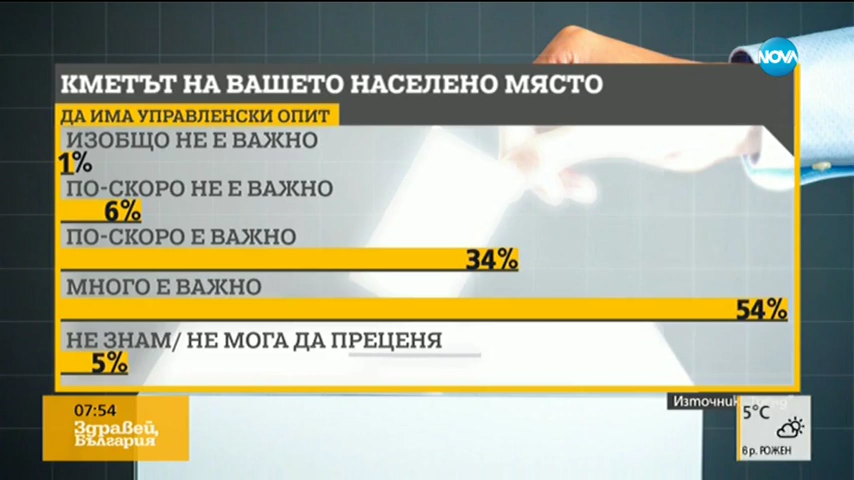 NOVA
КМЕТЪТ НА ВАШЕТО НАСЕЛЕНО МЯСТО
ДА ИМА УПРАВЛЕНСКИ ОПИТ
ИЗОБЩО НЕ Е ВАЖНО
1%
ПО-СКОРО НЕ Е ВАЖНО
6%
ПО-СКОРО Е ВАЖНО
34%
МНОГО Е ВАЖНО
54%
НЕ ЗНАМ/ НЕ МОГА ДА ПРЕЦЕНЯ
5%
Източник:
07:54
Здравей,
България
5°C
в р. РОЖЕН